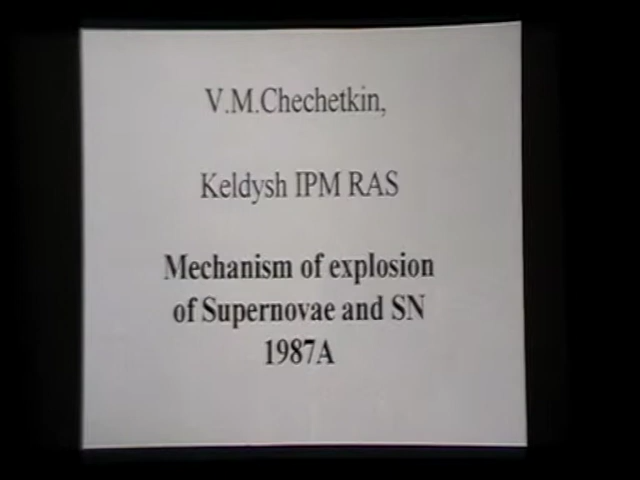 V.M.Chechetkin,
Keldysh IPM RAS
Mechanism of explosion
of Supernovae and SN
1987A